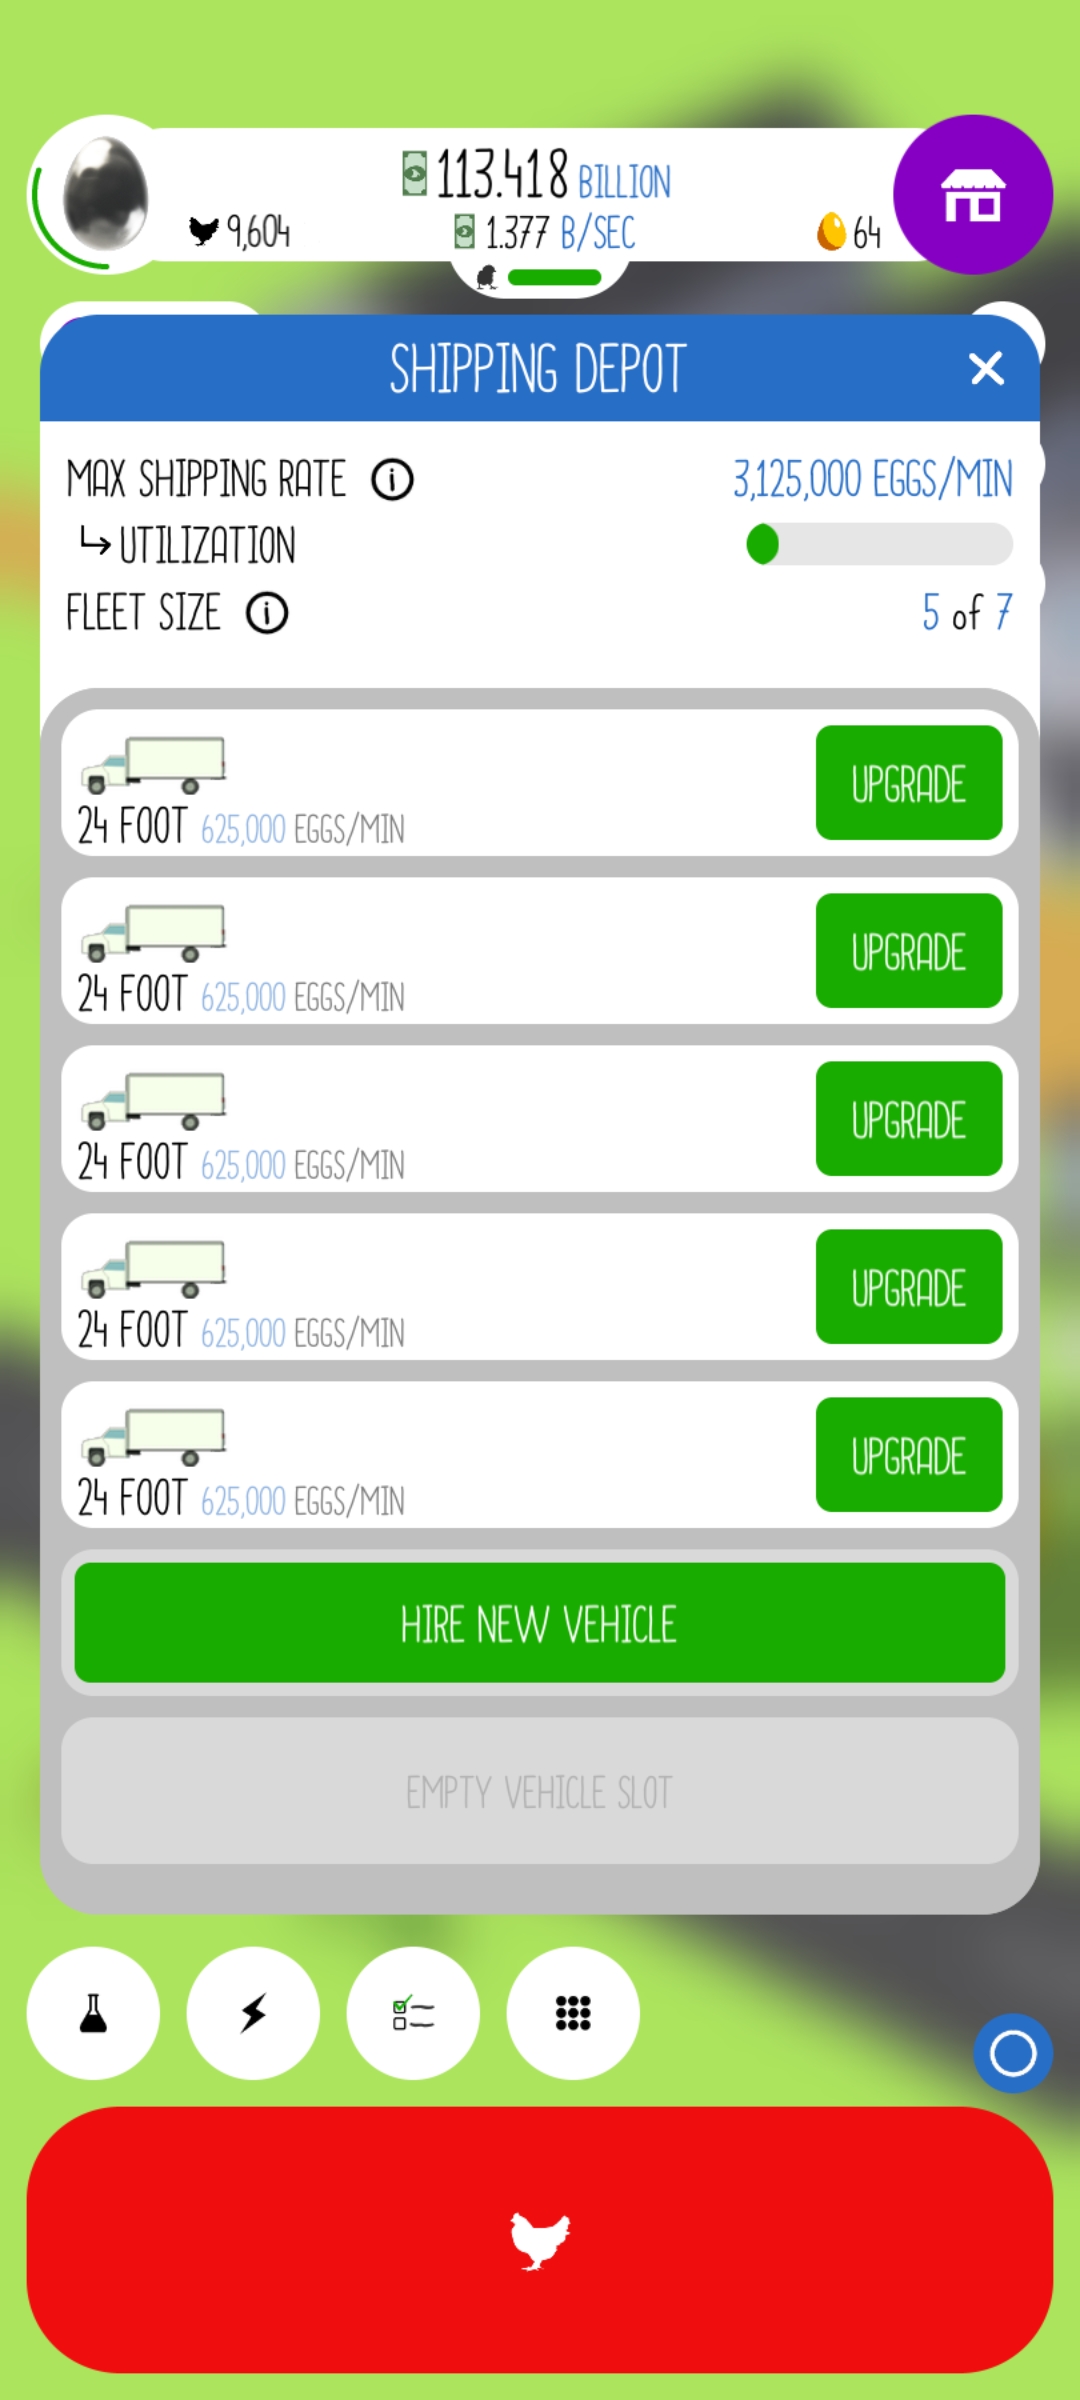 113.418 BILLION
9,604
1.377 B/SEC
64
SHIPPING DEPOT
MAX SHIPPING RATE
3,125,000 EGGS/MIN
UTILIZATION
FLEET SIZE
5 of 7
24 FOOT 625,000 EGGS/MIN
UPGRADE
24 FOOT 625,000 EGGS/MIN
UPGRADE
24 FOOT 625,000 EGGS/MIN
UPGRADE
24 FOOT 625,000 EGGS/MIN
UPGRADE
24 FOOT 625,000 EGGS/MIN
UPGRADE
HIRE NEW VEHICLE
EMPTY VEHICLE SLOT